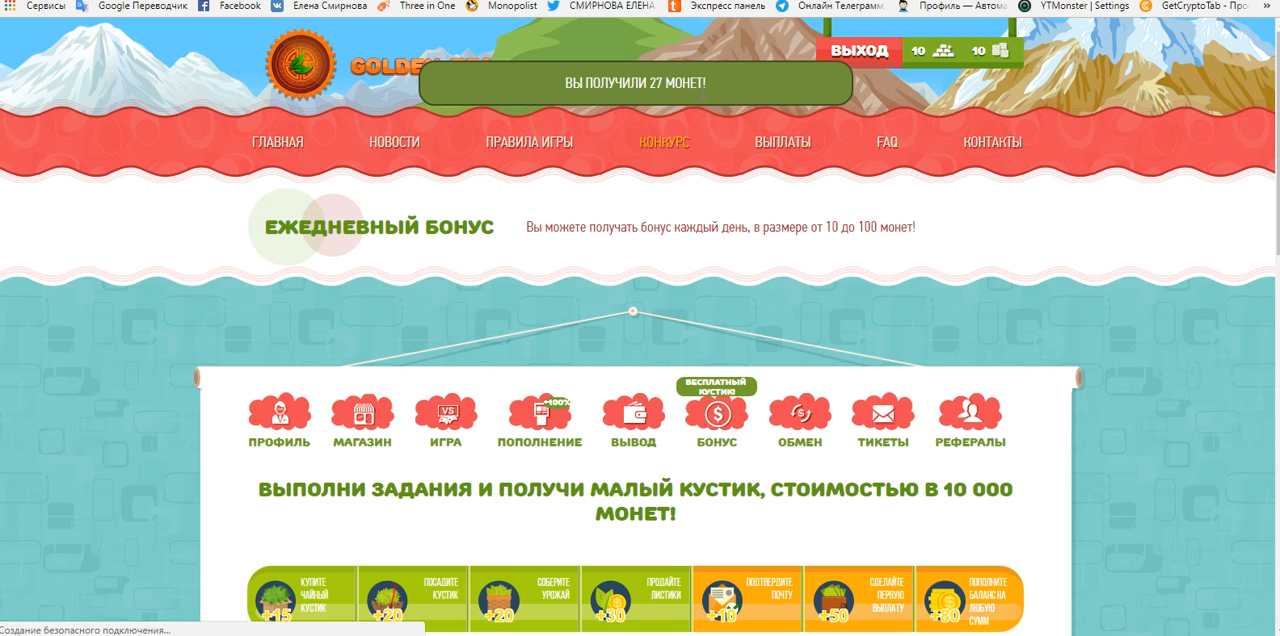 Сервисы Google Переводчик Facebook Елена Смирнова Three in One Monopolist СМИРНОВА ЕЛЕНА Экспресс панель Онлайн Телеграмм Профиль — Автома YTMonster | Settings GetCryptoTab - Про »
GOLDEN
ВЫХОД 10 10
ВЫ ПОЛУЧИЛИ 27 МОНЕТ!
ГЛАВНАЯ НОВОСТИ ПРАВИЛА ИГРЫ КОНКУРС ВЫПЛАТЫ FAQ КОНТАКТЫ
ЕЖЕДНЕВНЫЙ БОНУС
Вы можете получать бонус каждый день, в размере от 10 до 100 монет!
БЕСПЛАТНЫЙ
КУСТИК!
VS +100%
ПРОФИЛЬ МАГАЗИН ИГРА ПОПОЛНЕНИЕ ВЫВОД БОНУС ОБМЕН ТИКЕТЫ РЕФЕРАЛЫ
ВЫПОЛНИ ЗАДАНИЯ И ПОЛУЧИ МАЛЫЙ КУСТИК, СТОИМОСТЬЮ В 10 000
МОНЕТ!
КУПИТЕ
ЧАЙНЫЙ
КУСТИК
+15
ПОСАДИТЕ
КУСТИК
+20
СОБЕРИТЕ
УРОЖАЙ
+20
ПРОДАЙТЕ
ЛИСТИКИ
+30
ПОДТВЕРДИТЕ
ПОЧТУ
+10
СДЕЛАЙТЕ
ПЕРВУЮ
ВЫПЛАТУ
+50
ПОПОЛНИТЕ
БАЛАНС НА
ЛЮБУЮ
СУММ
+80
Создание безопасного подключения...